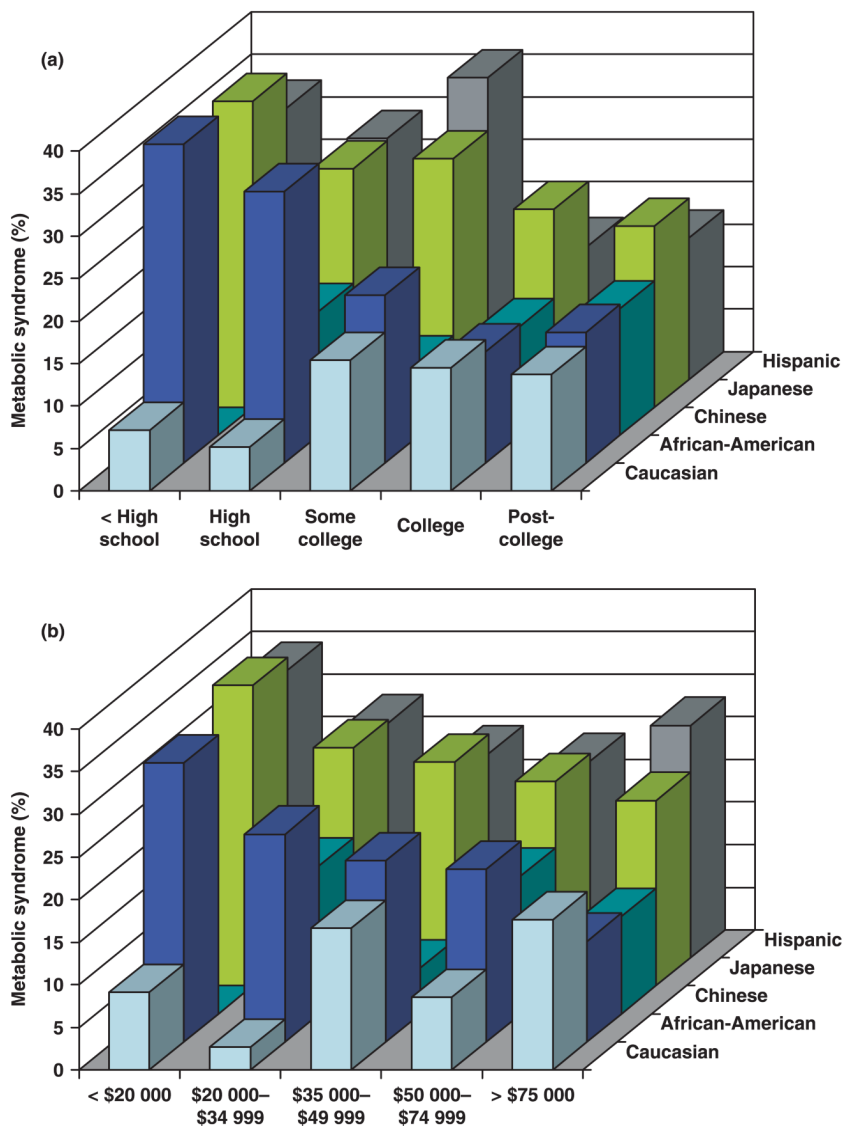 (a)
Metabolic syndrome (%)
40
35
30
25
20
15
10
5
0
< High
school
High
school
Some
college
College
Post-
college
Hispanic
Japanese
Chinese
African-American
Caucasian
(b)
Metabolic syndrome (%)
40
35
30
25
20
15
10
5
0
< $20 000
$20 000–
$34 999
$35 000–
$49 999
$50 000–
$74 999
> $75 000
Hispanic
Japanese
Chinese
African-American
Caucasian